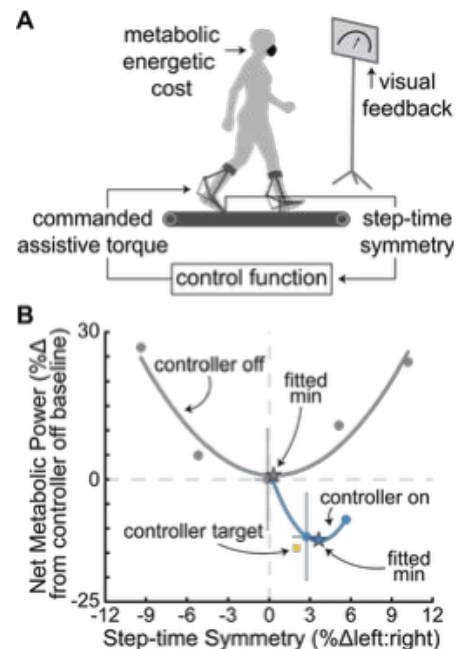 A
metabolic
energetic
cost
visual
feedback
commanded
assistive torque
step-time
symmetry
control function
B
Net Metabolic Power (%Δ
from controller off baseline)
30
0
-25
controller off
fitted
min
controller on
controller target
fitted
min
-12 -9 -6 -3 0 3 6 9 12
Step-time Symmetry (%Δleft:right)